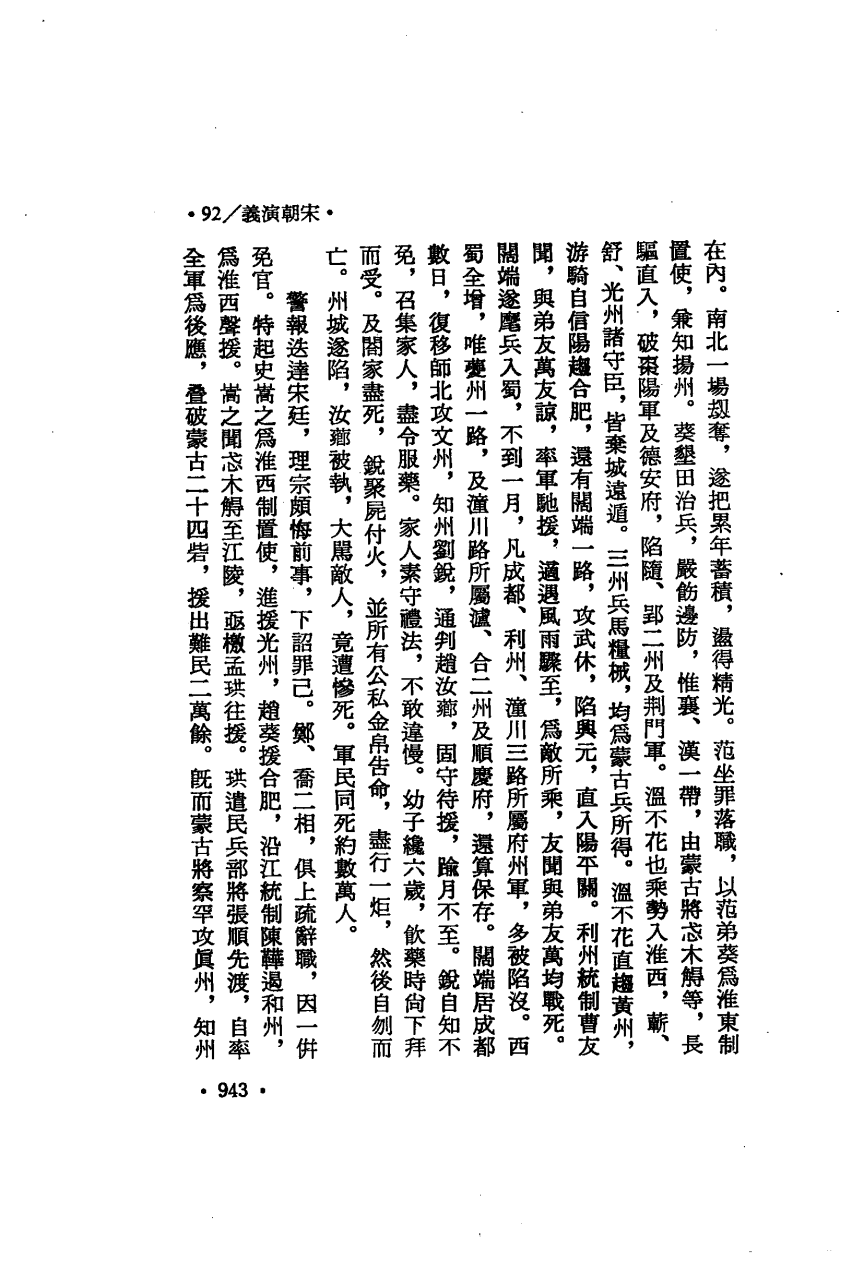 ·92／義演朝宋·
在內。南北一場刼奪，遂把累年蓄積，盪得精光。范坐罪落職，以范弟葵爲淮東制
置使，兼知揚州。葵墾田治兵，嚴飭邊防，惟襄、漢一帶，由蒙古將忒木䚟等，長
驅直入，破棗陽軍及德安府，陷隨、郢二州及荆門軍。溫不花也乘勢入淮西，蘄、
舒、光州諸守臣，皆棄城遠遁。三州兵馬糧械，均爲蒙古兵所得。溫不花直趨黃州，
游騎自信陽趨合肥，還有闊端一路，攻武休，陷興元，直入陽平關。利州統制曹友
聞，與弟友萬友諒，率軍馳援，適遇風雨驟至，爲敵所乘，友聞與弟友萬均戰死。
闊端遂麾兵入蜀，不到一月，凡成都、利州、潼川三路所屬府州軍，多被陷沒。西
蜀全增，唯夔州一路，及潼川路所屬瀘、合二州及順慶府，還算保存。闊端居成都
數日，復移師北攻文州，知州劉銳，通判趙汝薌，固守待援，踰月不至。銳自知不
免，召集家人，盡令服藥。家人素守禮法，不敢違慢。幼子纔六歲，飲藥時尙下拜
而受。及閤家盡死，銳聚屍付火，並所有公私金帛告命，盡行一炬，然後自刎而
亡。州城遂陷，汝薌被執，大罵敵人，竟遭慘死。軍民同死約數萬人。
警報迭達宋廷，理宗頗悔前事，下詔罪己。鄭、喬二相，俱上疏辭職，因一倂
免官。特起史嵩之爲淮西制置使，進援光州，趙葵援合肥，沿江統制陳韡遏和州，
爲淮西聲援。嵩之聞忒木䚟至江陵，亟檄孟珙往援。珙遣民兵部將張順先渡，自率
全軍爲後應，叠破蒙古二十四砦，援出難民二萬餘。旣而蒙古將察罕攻眞州，知州
·943·